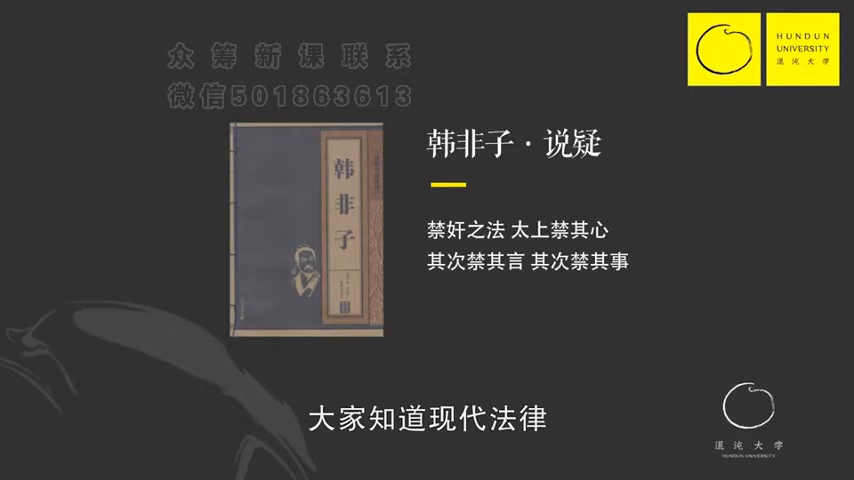 众筹新课联系
微信501863613
HUNDUN
UNIVERSITY
混沌大学
韩非子·说疑
韩非子
禁奸之法 太上禁其心
其次禁其言 其次禁其事
大家知道现代法律
混沌大学
HUNDUN UNIVERSITY